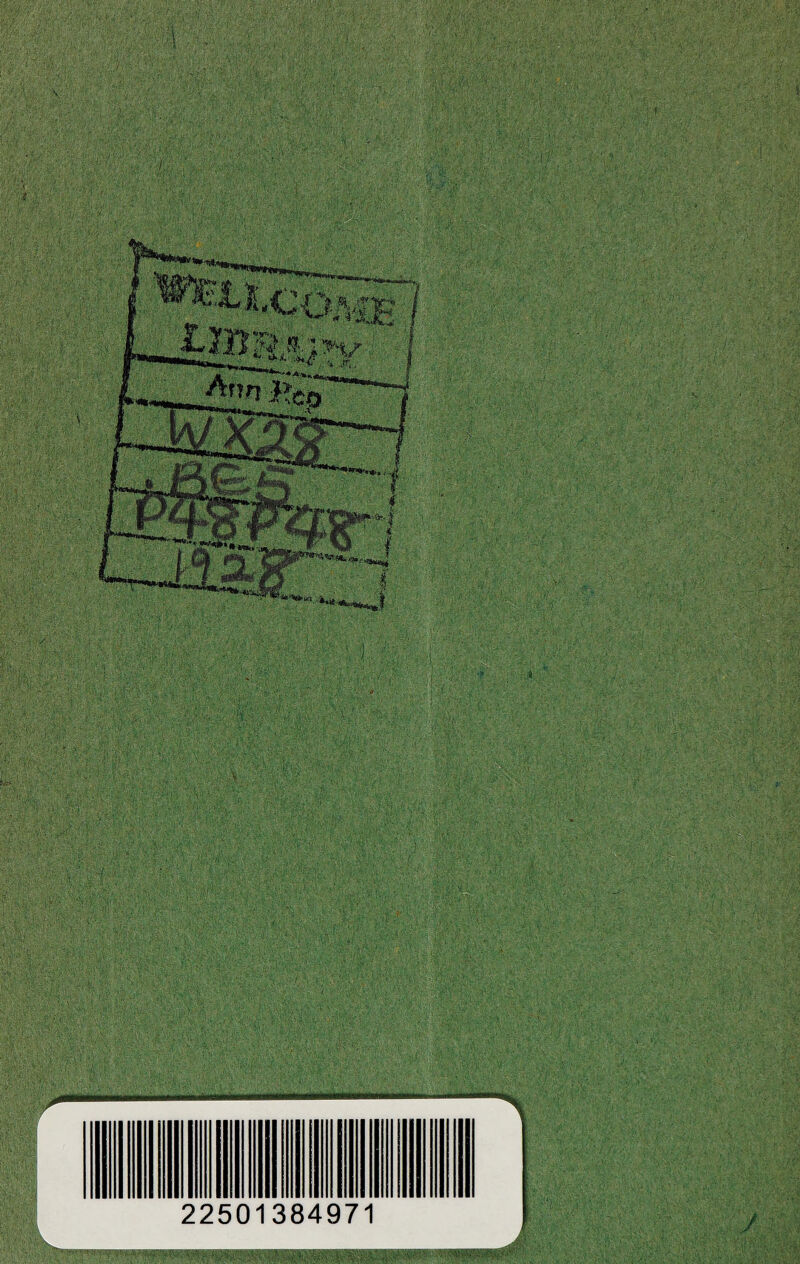 WELLCOME
LIBRARY
Ann Rep
WX28
.BE5
P48P48
1928
22501384971